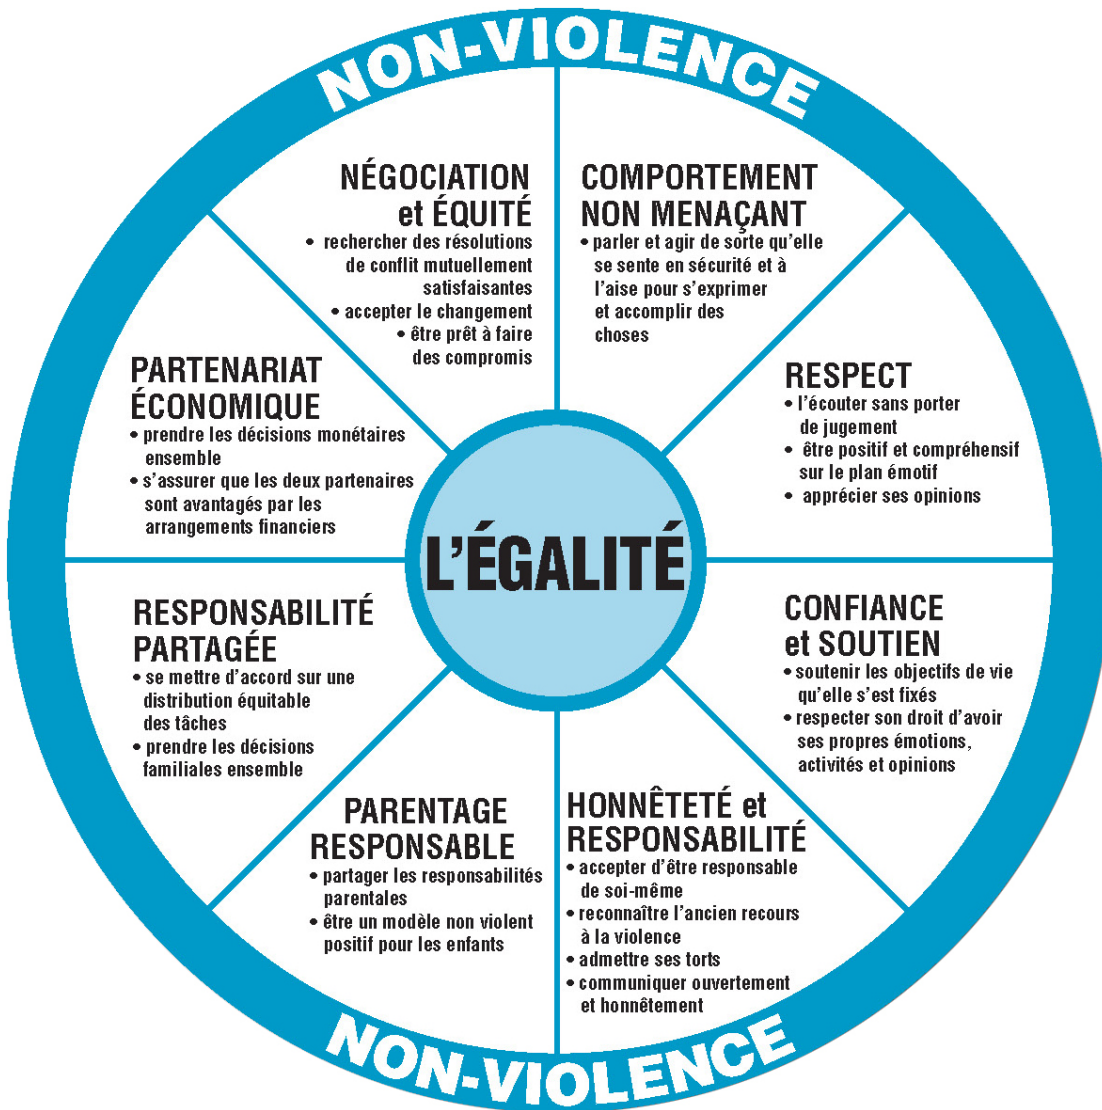 NON-VIOLENCE
NÉGOCIATION
et ÉQUITÉ
• rechercher des résolutions
de conflit mutuellement
satisfaisantes
• accepter le changement
• être prêt à faire
des compromis
COMPORTEMENT
NON MENAÇANT
• parler et agir de sorte qu'elle
se sente en sécurité et à
l'aise pour s'exprimer
et accomplir des
choses
RESPECT
• l'écouter sans porter
de jugement
• être positif et compréhensif
sur le plan émotif
• apprécier ses opinions
CONFIANCE
et SOUTIEN
• soutenir les objectifs de vie
qu'elle s'est fixés
• respecter son droit d'avoir
ses propres émotions,
activités et opinions
HONNÊTETÉ et
RESPONSABILITÉ
• accepter d'être responsable
de soi-même
• reconnaître l'ancien recours
à la violence
• admettre ses torts
• communiquer ouvertement
et honnêtement
PARENTAGE
RESPONSABLE
• partager les responsabilités
parentales
• être un modèle non violent
positif pour les enfants
RESPONSABILITÉ
PARTAGÉE
• se mettre d'accord sur une
distribution équitable
des tâches
• prendre les décisions
familiales ensemble
PARTENARIAT
ÉCONOMIQUE
• prendre les décisions monétaires
ensemble
• s'assurer que les deux partenaires
sont avantagés par les
arrangements financiers
L'ÉGALITÉ
NON-VIOLENCE